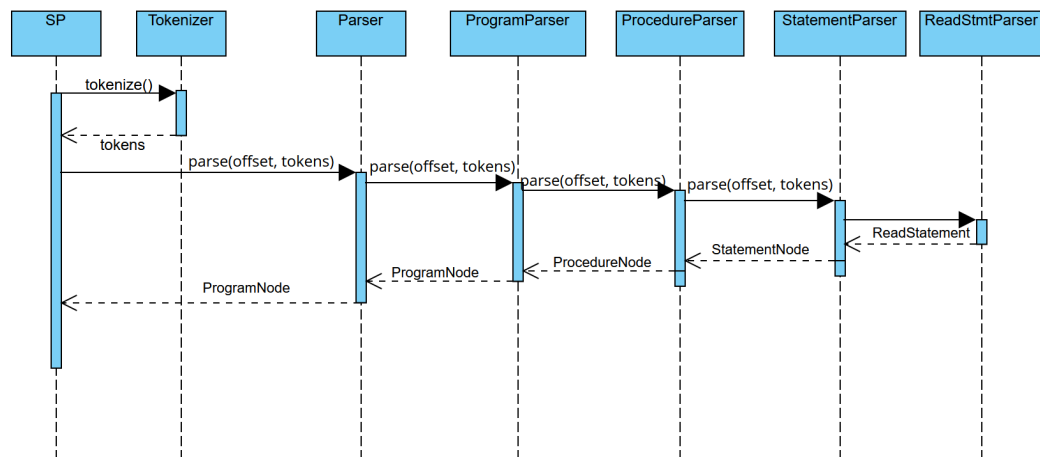 SP
Tokenizer
Parser
ProgramParser
ProcedureParser
StatementParser
ReadStmtParser
tokenize()
tokens
parse(offset, tokens)
parse(offset, tokens)
parse(offset, tokens)
parse(offset, tokens)
ReadStatement
StatementNode
ProcedureNode
ProgramNode
ProgramNode